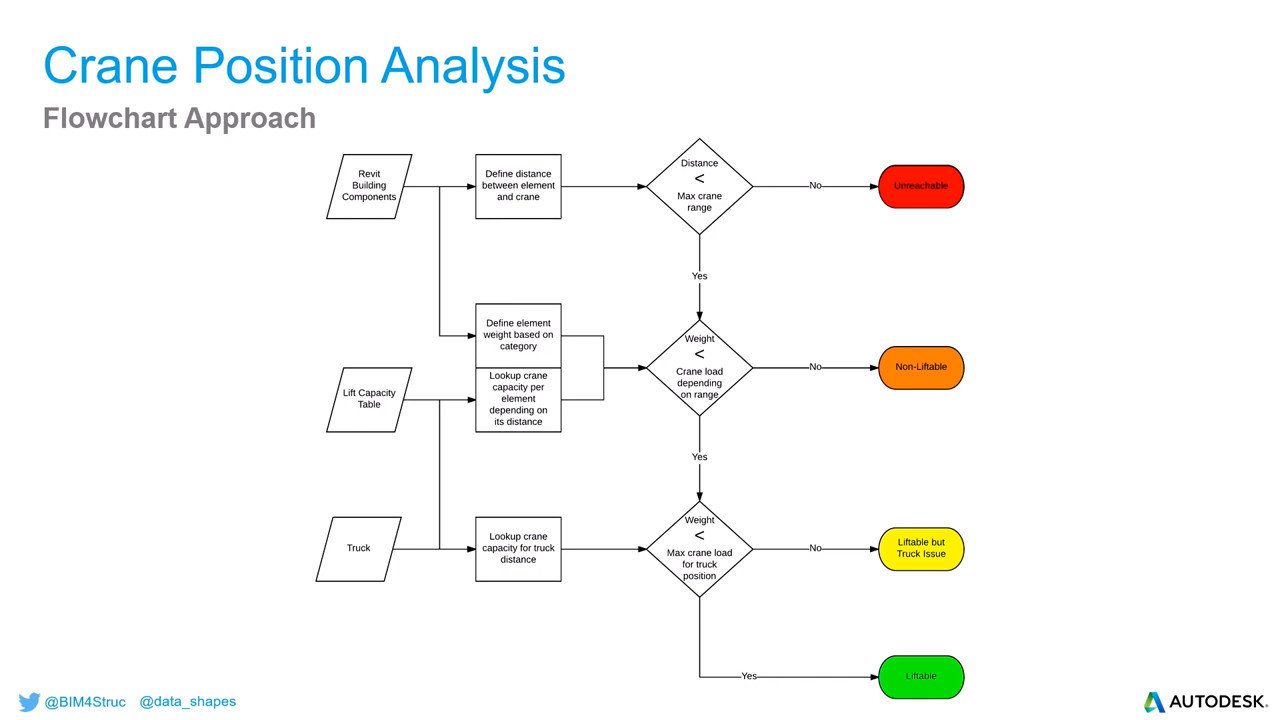 Crane Position Analysis
Flowchart Approach
Revit
Building
Components
Define distance
between element
and crane
Distance
<
Max crane
range
No
Unreachable
Yes
Define element
weight based on
category
Lift Capacity
Table
Lookup crane
capacity per
element
depending on
its distance
Weight
<
Crane load
depending
on range
No
Non-Liftable
Yes
Truck
Lookup crane
capacity for truck
distance
Weight
<
Max crane load
for truck
position
No
Liftable but
Truck Issue
Yes
Liftable
@BIM4Struc @data_shapes
AUTODESK.